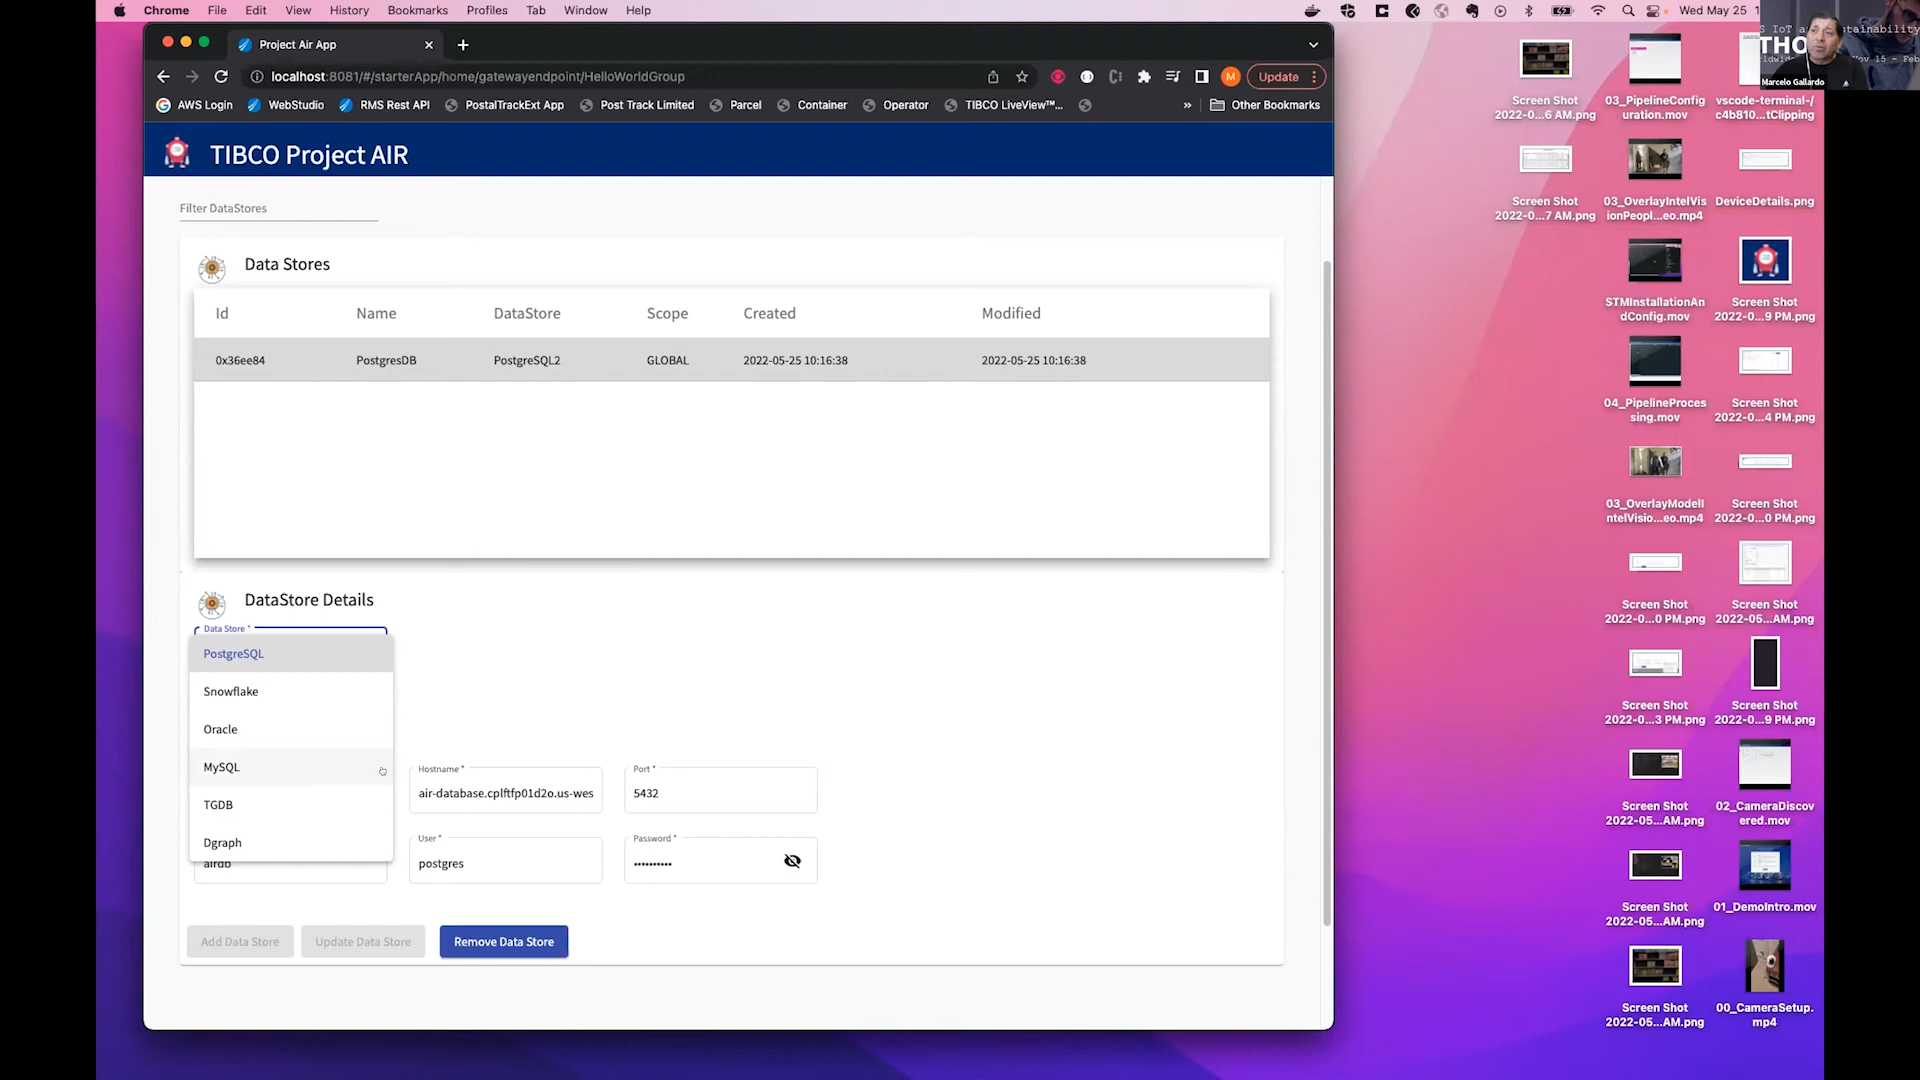 Chrome File Edit View History Bookmarks Profiles Tab Window Help
Wed May 25 1
S IoT a
stainability
THO
Nov 15 - Feb
Marcelo Gallardo
Project Air App
localhost:8081/#/starterApp/home/gatewayendpoint/HelloWorldGroup
M
Update
AWS Login WebStudio RMS Rest API PostalTrackExt App Post Track Limited Parcel Container Operator TIBCO LiveView™... » Other Bookmarks
TIBCO Project AIR
Filter DataStores
Data Stores
Id Name DataStore Scope Created Modified
0x36ee84 PostgresDB PostgreSQL2 GLOBAL 2022-05-25 10:16:38 2022-05-25 10:16:38
DataStore Details
Data Store *
PostgreSQL
Snowflake
Oracle
MySQL
TGDB
Dgraph
airdb
Hostname *
air-database.cplftfp01d2o.us-wes
Port *
5432
User *
postgres
Password *
••••••••••
Add Data Store Update Data Store Remove Data Store
Screen Shot
2022-0...6 AM.png
03_PipelineConfig
uration.mov
vscode-terminal-/
c4b810...tClipping
Screen Shot
2022-0...7 AM.png
03_OverlayIntelVis
ionPeopl...eo.mp4
DeviceDetails.png
STMInstallationAn
dConfig.mov
Screen Shot
2022-0...9 PM.png
04_PipelineProces
sing.mov
Screen Shot
2022-0...4 PM.png
03_OverlayModelI
ntelVisio...eo.mp4
Screen Shot
2022-0...0 PM.png
Screen Shot
2022-0...0 PM.png
Screen Shot
2022-05...AM.png
Screen Shot
2022-0...3 PM.png
Screen Shot
2022-0...9 PM.png
Screen Shot
2022-05...AM.png
02_CameraDiscov
ered.mov
Screen Shot
2022-05...AM.png
01_DemoIntro.mov
Screen Shot
2022-05...AM.png
00_CameraSetup.
mp4